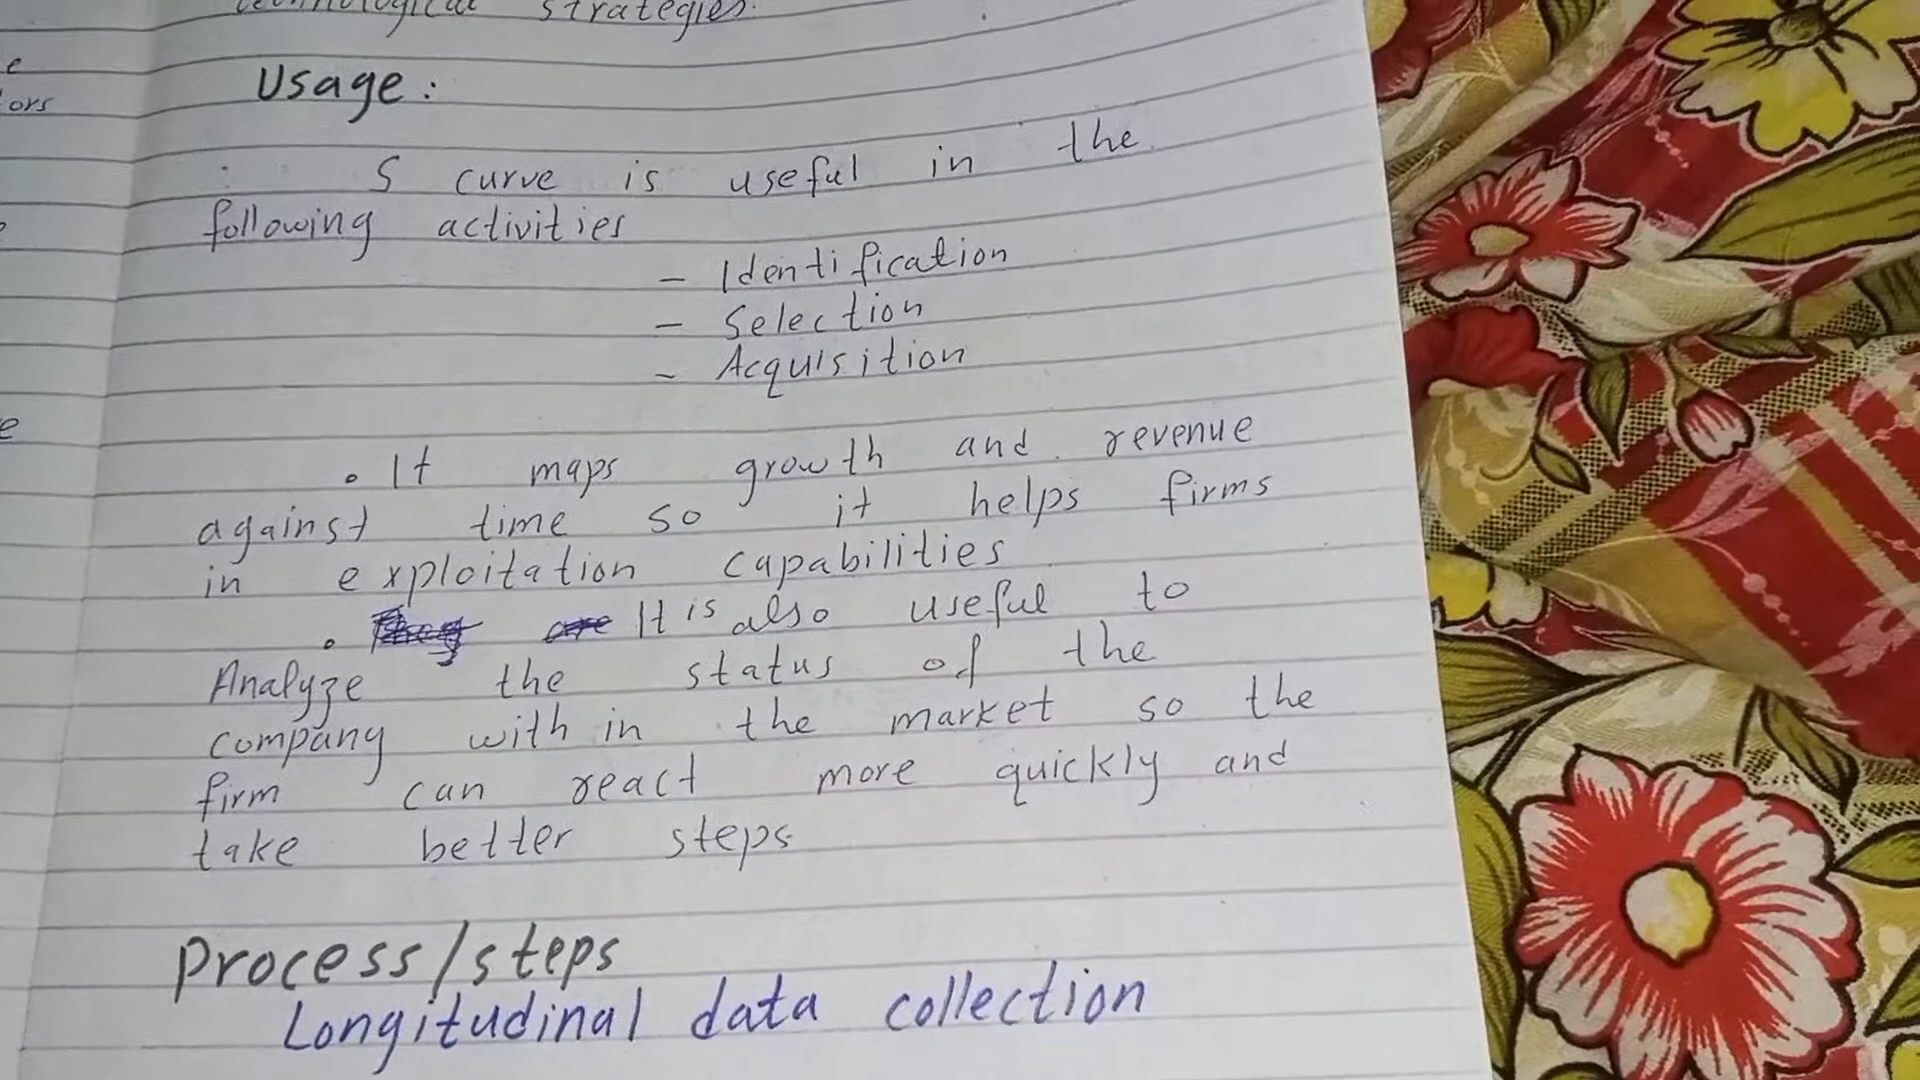 technological strategies.
e
ors
Usage:
S curve is useful in the
following activities
- Identification
- Selection
- Acquisition
e
• It maps growth and revenue
against time so it helps firms
in exploitation capabilities
• It is also useful to
Analyze the status of the
company with in the market so the
firm can react more quickly and
take better steps
Process/steps
Longitudinal data collection